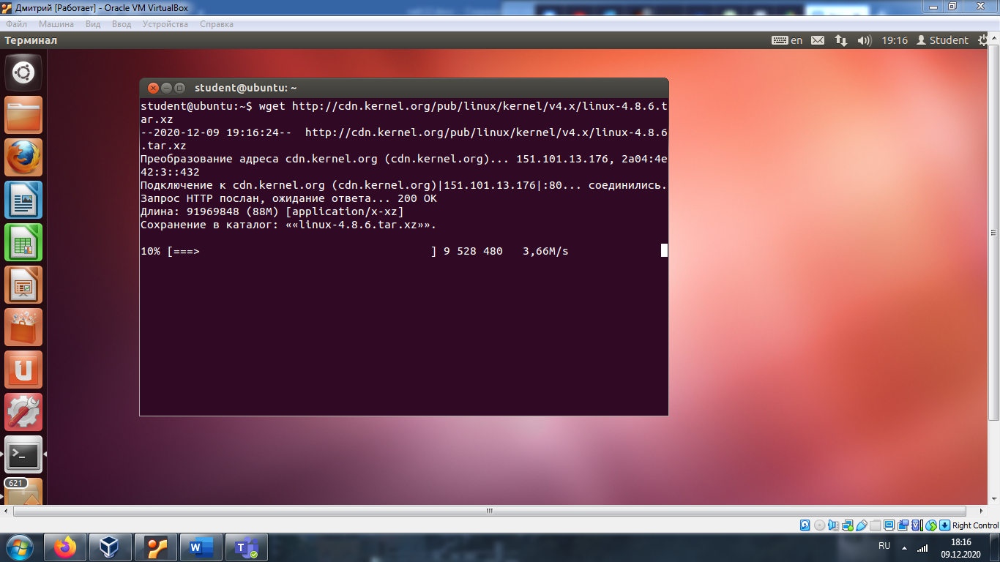 Дмитрий [Работает] - Oracle VM VirtualBox
Файл Машина Вид Ввод Устройства Справка
Терминал en 19:16 Student
student@ubuntu: ~
student@ubuntu:~$ wget http://cdn.kernel.org/pub/linux/kernel/v4.x/linux-4.8.6.t
ar.xz
--2020-12-09 19:16:24-- http://cdn.kernel.org/pub/linux/kernel/v4.x/linux-4.8.6
.tar.xz
Преобразование адреса cdn.kernel.org (cdn.kernel.org)... 151.101.13.176, 2a04:4e
42:3::432
Подключение к cdn.kernel.org (cdn.kernel.org)|151.101.13.176|:80... соединились.
Запрос HTTP послан, ожидание ответа... 200 OK
Длина: 91969848 (88M) [application/x-xz]
Сохранение в каталог: ««linux-4.8.6.tar.xz»».
10% [===> ] 9 528 480 3,66M/s
621
Right Control
RU 18:16
09.12.2020